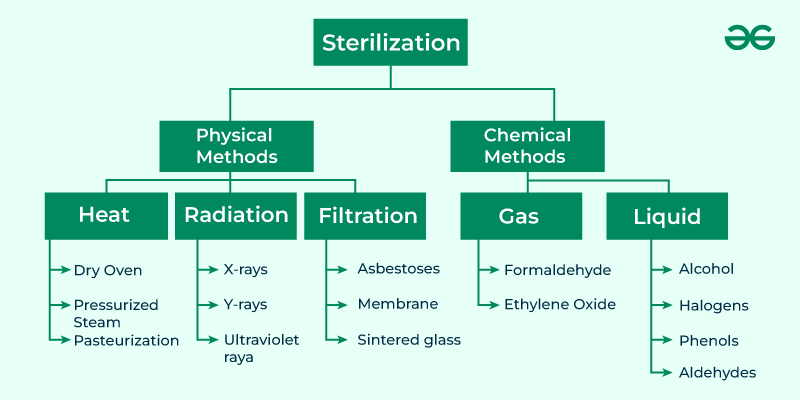 Sterilization
Physical
Methods
Chemical
Methods
Heat
Radiation
Filtration
Gas
Liquid
Dry Oven
Pressurized
Steam
Pasteurization
X-rays
Y-rays
Ultraviolet
raya
Asbestoses
Membrane
Sintered glass
Formaldehyde
Ethylene Oxide
Alcohol
Halogens
Phenols
Aldehydes